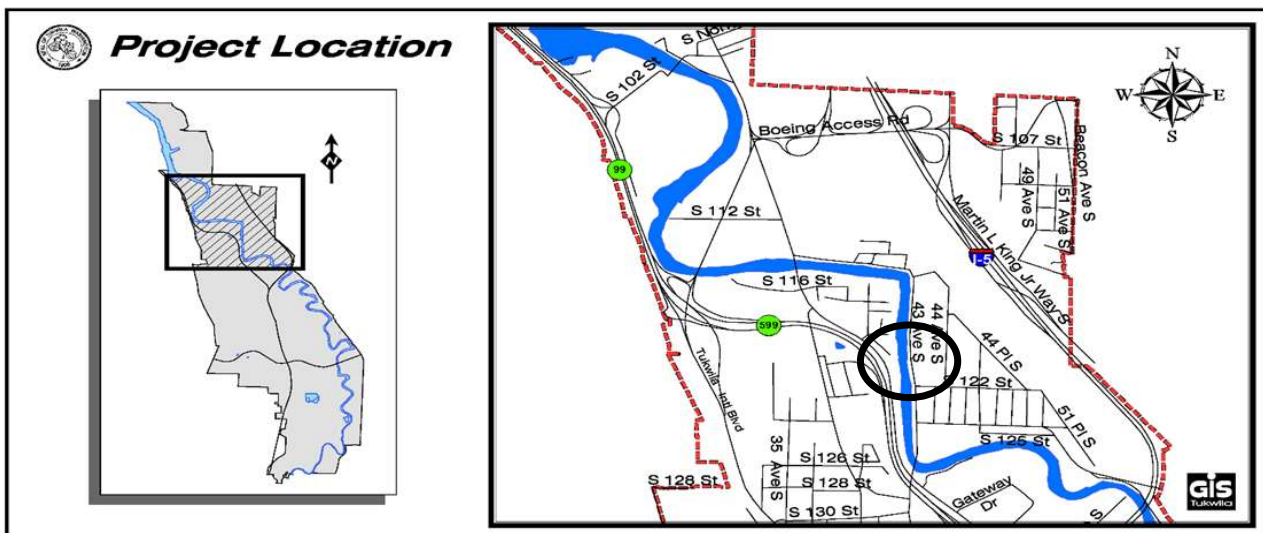 Project Location
N
S Nor
S 102 St
N
W
E
S
Boeing Access Rd
S 107 St
Beacon Ave S
99
49 Ave S
51 Ave S
S 112 St
Martin L King Jr Way S
I-5
S 116 St
43 Ave S
44 Ave S
599
44 Pl S
Tukwila Intl Blvd
S 122 St
51 Pl S
35 Ave S
S 125 St
S 126 St
S 128 St
S 128 St
Gateway Dr
S 130 St
S
GIS
Tukwila